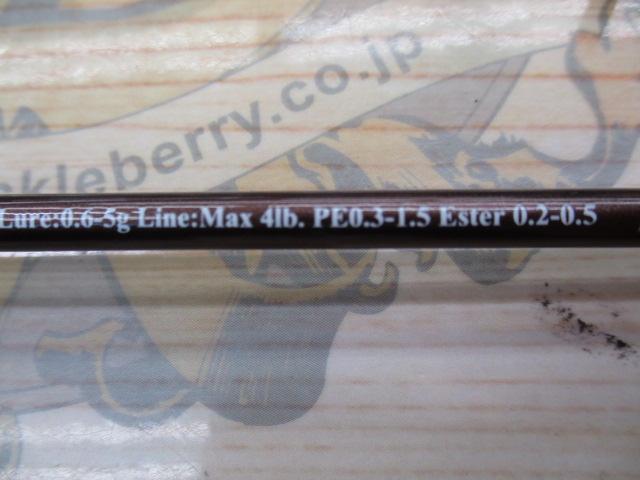 ckleberry.co.jp
Lure:0.6-5g Line:Max 4lb. PE0.3-1.5 Ester 0.2-0.5